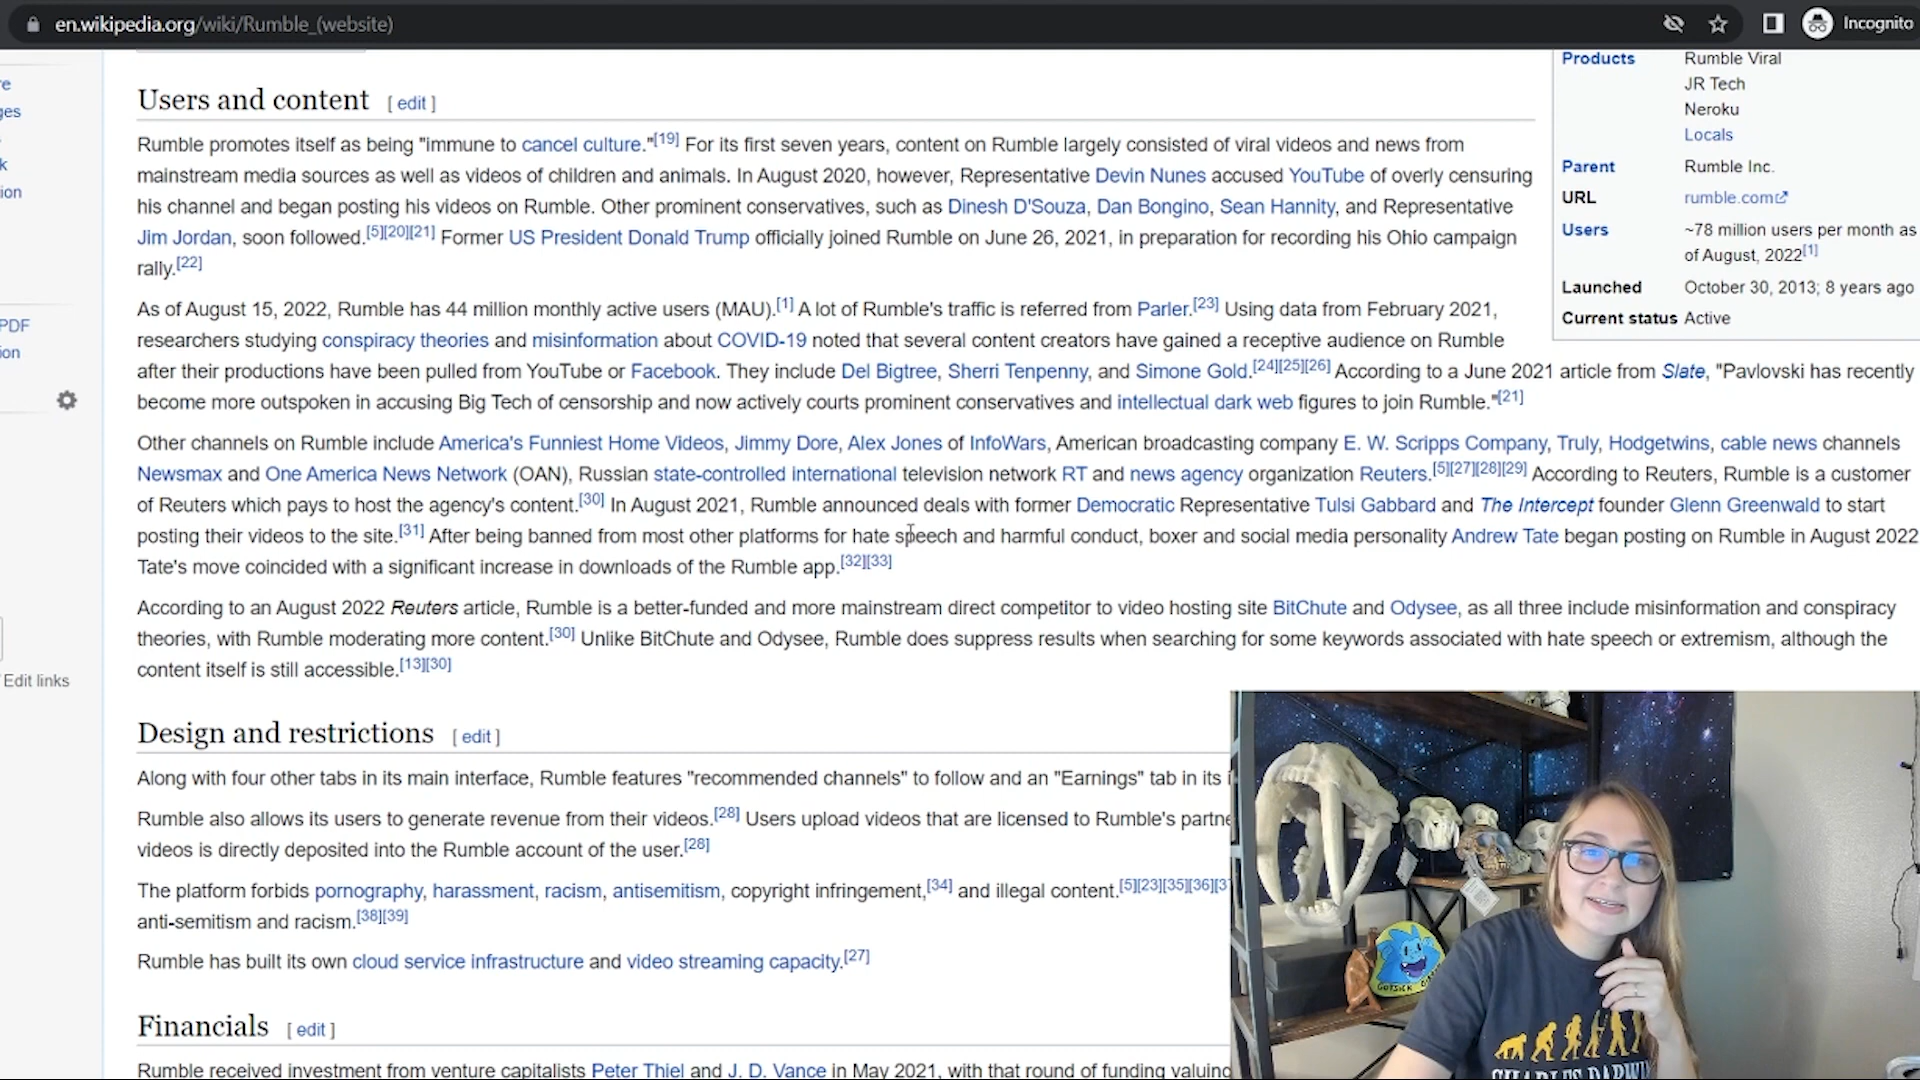 en.wikipedia.org/wiki/Rumble_(website)
Incognito
Users and content [ edit ]
Rumble promotes itself as being "immune to cancel culture."[19] For its first seven years, content on Rumble largely consisted of viral videos and news from
mainstream media sources as well as videos of children and animals. In August 2020, however, Representative Devin Nunes accused YouTube of overly censuring
his channel and began posting his videos on Rumble. Other prominent conservatives, such as Dinesh D'Souza, Dan Bongino, Sean Hannity, and Representative
Jim Jordan, soon followed.[5][20][21] Former US President Donald Trump officially joined Rumble on June 26, 2021, in preparation for recording his Ohio campaign
rally.[22]
As of August 15, 2022, Rumble has 44 million monthly active users (MAU).[1] A lot of Rumble's traffic is referred from Parler.[23] Using data from February 2021,
researchers studying conspiracy theories and misinformation about COVID-19 noted that several content creators have gained a receptive audience on Rumble
after their productions have been pulled from YouTube or Facebook. They include Del Bigtree, Sherri Tenpenny, and Simone Gold.[24][25][26] According to a June 2021 article from Slate, "Pavlovski has recently
become more outspoken in accusing Big Tech of censorship and now actively courts prominent conservatives and intellectual dark web figures to join Rumble."[21]
Other channels on Rumble include America's Funniest Home Videos, Jimmy Dore, Alex Jones of InfoWars, American broadcasting company E. W. Scripps Company, Truly, Hodgetwins, cable news channels
Newsmax and One America News Network (OAN), Russian state-controlled international television network RT and news agency organization Reuters.[5][27][28][29] According to Reuters, Rumble is a customer
of Reuters which pays to host the agency's content.[30] In August 2021, Rumble announced deals with former Democratic Representative Tulsi Gabbard and The Intercept founder Glenn Greenwald to start
posting their videos to the site.[31] After being banned from most other platforms for hate speech and harmful conduct, boxer and social media personality Andrew Tate began posting on Rumble in August 2022
Tate's move coincided with a significant increase in downloads of the Rumble app.[32][33]
According to an August 2022 Reuters article, Rumble is a better-funded and more mainstream direct competitor to video hosting site BitChute and Odysee, as all three include misinformation and conspiracy
theories, with Rumble moderating more content.[30] Unlike BitChute and Odysee, Rumble does suppress results when searching for some keywords associated with hate speech or extremism, although the
content itself is still accessible.[13][30]
Design and restrictions [ edit ]
Along with four other tabs in its main interface, Rumble features "recommended channels" to follow and an "Earnings" tab in its
Rumble also allows its users to generate revenue from their videos.[28] Users upload videos that are licensed to Rumble's partne
videos is directly deposited into the Rumble account of the user.[28]
The platform forbids pornography, harassment, racism, antisemitism, copyright infringement,[34] and illegal content.[5][23][35][36][3
anti-semitism and racism.[38][39]
Rumble has built its own cloud service infrastructure and video streaming capacity.[27]
Financials [ edit ]
Rumble received investment from venture capitalists Peter Thiel and J. D. Vance in May 2021, with that round of funding valuing
Products Rumble Viral
JR Tech
Neroku
Locals
Parent Rumble Inc.
URL rumble.com
Users ~78 million users per month as
of August, 2022[1]
Launched October 30, 2013; 8 years ago
Current status Active
re
ges
k
ion
PDF
ion
Edit links
CHARLES DARWIN